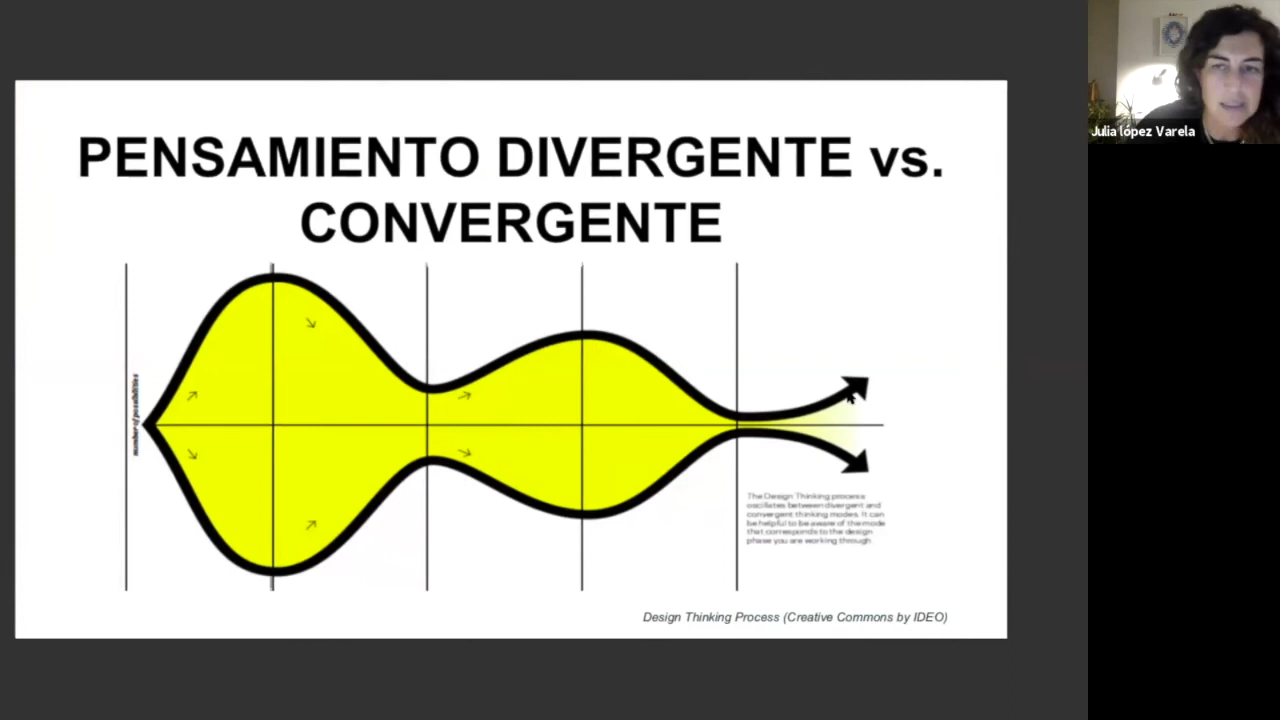 PENSAMIENTO DIVERGENTE vs.
CONVERGENTE
number of possibilities
The Design Thinking process
oscillates between divergent and
convergent thinking modes. It can
be helpful to be aware of the mode
that corresponds to the design
phase you are working through
Design Thinking Process (Creative Commons by IDEO)
Julia lópez Varela